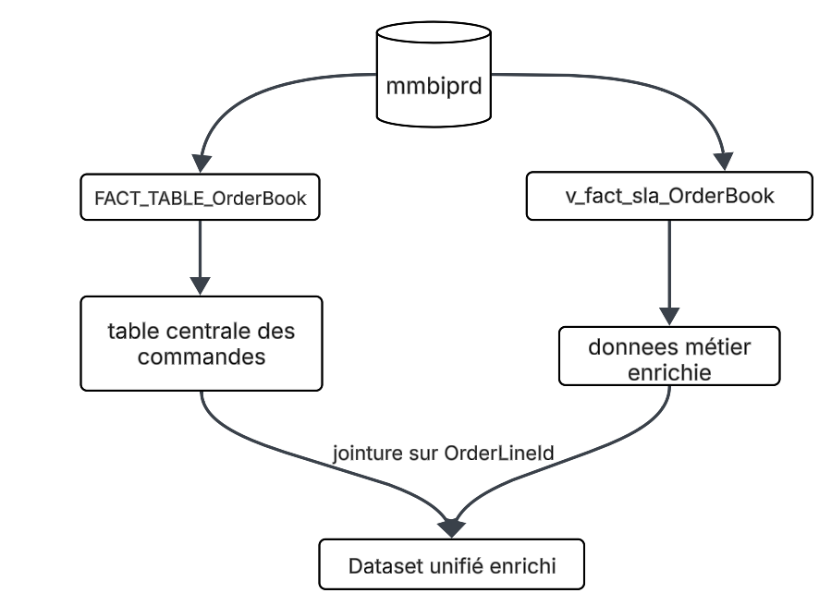 mmbiprd
FACT_TABLE_OrderBook
v_fact_sla_OrderBook
table centrale des
commandes
donnees métier
enrichie
jointure sur OrderLineId
Dataset unifié enrichi